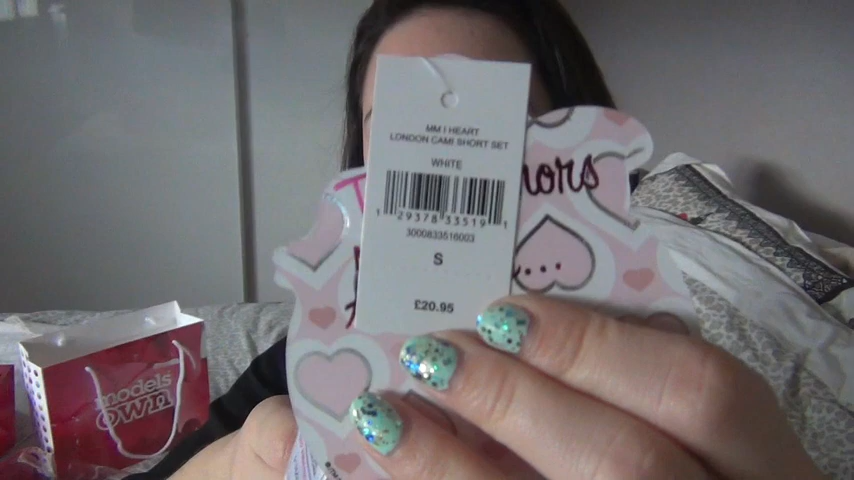 MM I HEART
LONDON CAMI SHORT SET
WHITE
1 29378 33519 1
3000833516003
S
£20.95
models
OWN